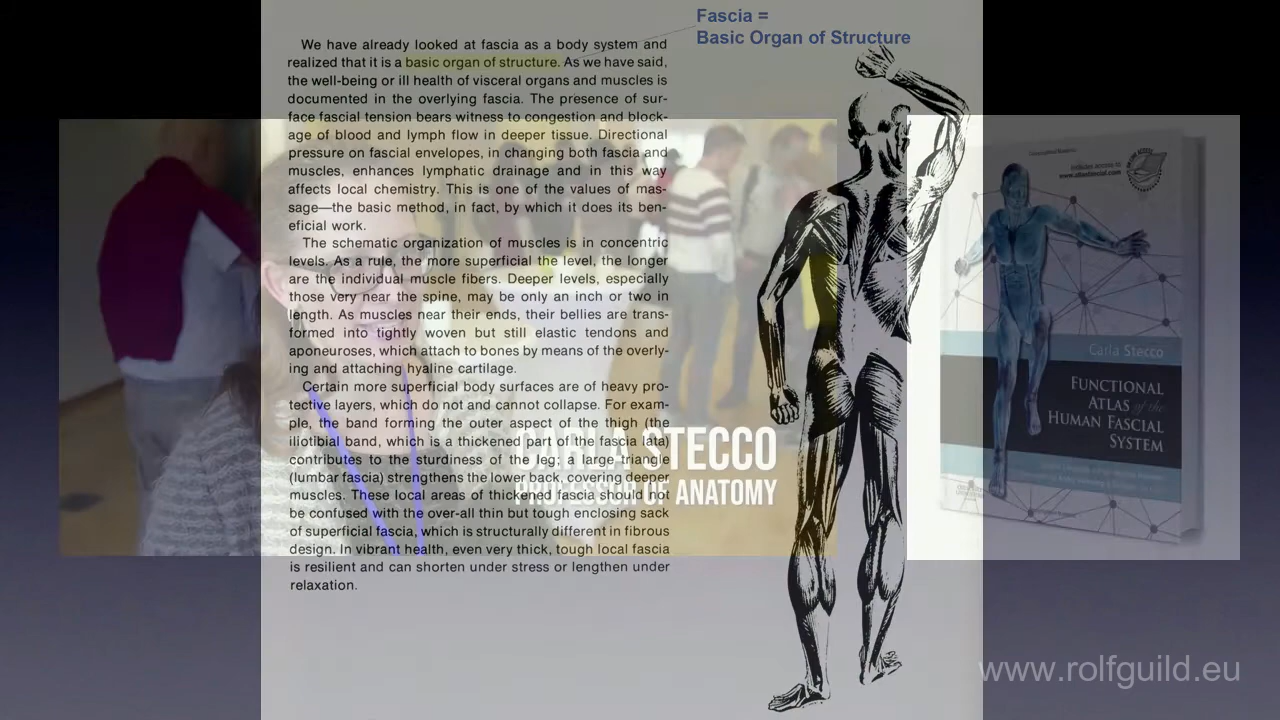 Fascia =
Basic Organ of Structure
We have already looked at fascia as a body system and
realized that it is a basic organ of structure. As we have said,
the well-being or ill health of visceral organs and muscles is
documented in the overlying fascia. The presence of sur-
face fascial tension bears witness to congestion and block-
age of blood and lymph flow in deeper tissue. Directional
pressure on fascial envelopes, in changing both fascia and
muscles, enhances lymphatic drainage and in this way
affects local chemistry. This is one of the values of mas-
sage—the basic method, in fact, by which it does its ben-
eficial work.
The schematic organization of muscles is in concentric
levels. As a rule, the more superficial the level, the longer
are the individual muscle fibers. Deeper levels, especially
those very near the spine, may be only an inch or two in
length. As muscles near their ends, their bellies are trans-
formed into tightly woven but still elastic tendons and
aponeuroses, which attach to bones by means of the overly-
ing and attaching hyaline cartilage.
Certain more superficial body surfaces are of heavy pro-
tective layers, which do not and cannot collapse. For exam-
ple, the band forming the outer aspect of the thigh (the
iliotibial band, which is a thickened part of the fascia lata)
contributes to the sturdiness of the leg; a large triangle
(lumbar fascia) strengthens the lower back, covering deeper
muscles. These local areas of thickened fascia should not
be confused with the over-all thin but tough enclosing sack
of superficial fascia, which is structurally different in fibrous
design. In vibrant health, even very thick, tough local fascia
is resilient and can shorten under stress or lengthen under
relaxation.
CARLA STECCO
PROFESSOR OF ANATOMY
www.atlasfascial.com
Carla Stecco
FUNCTIONAL
ATLAS of the
HUMAN FASCIAL
SYSTEM
www.rolfguild.eu